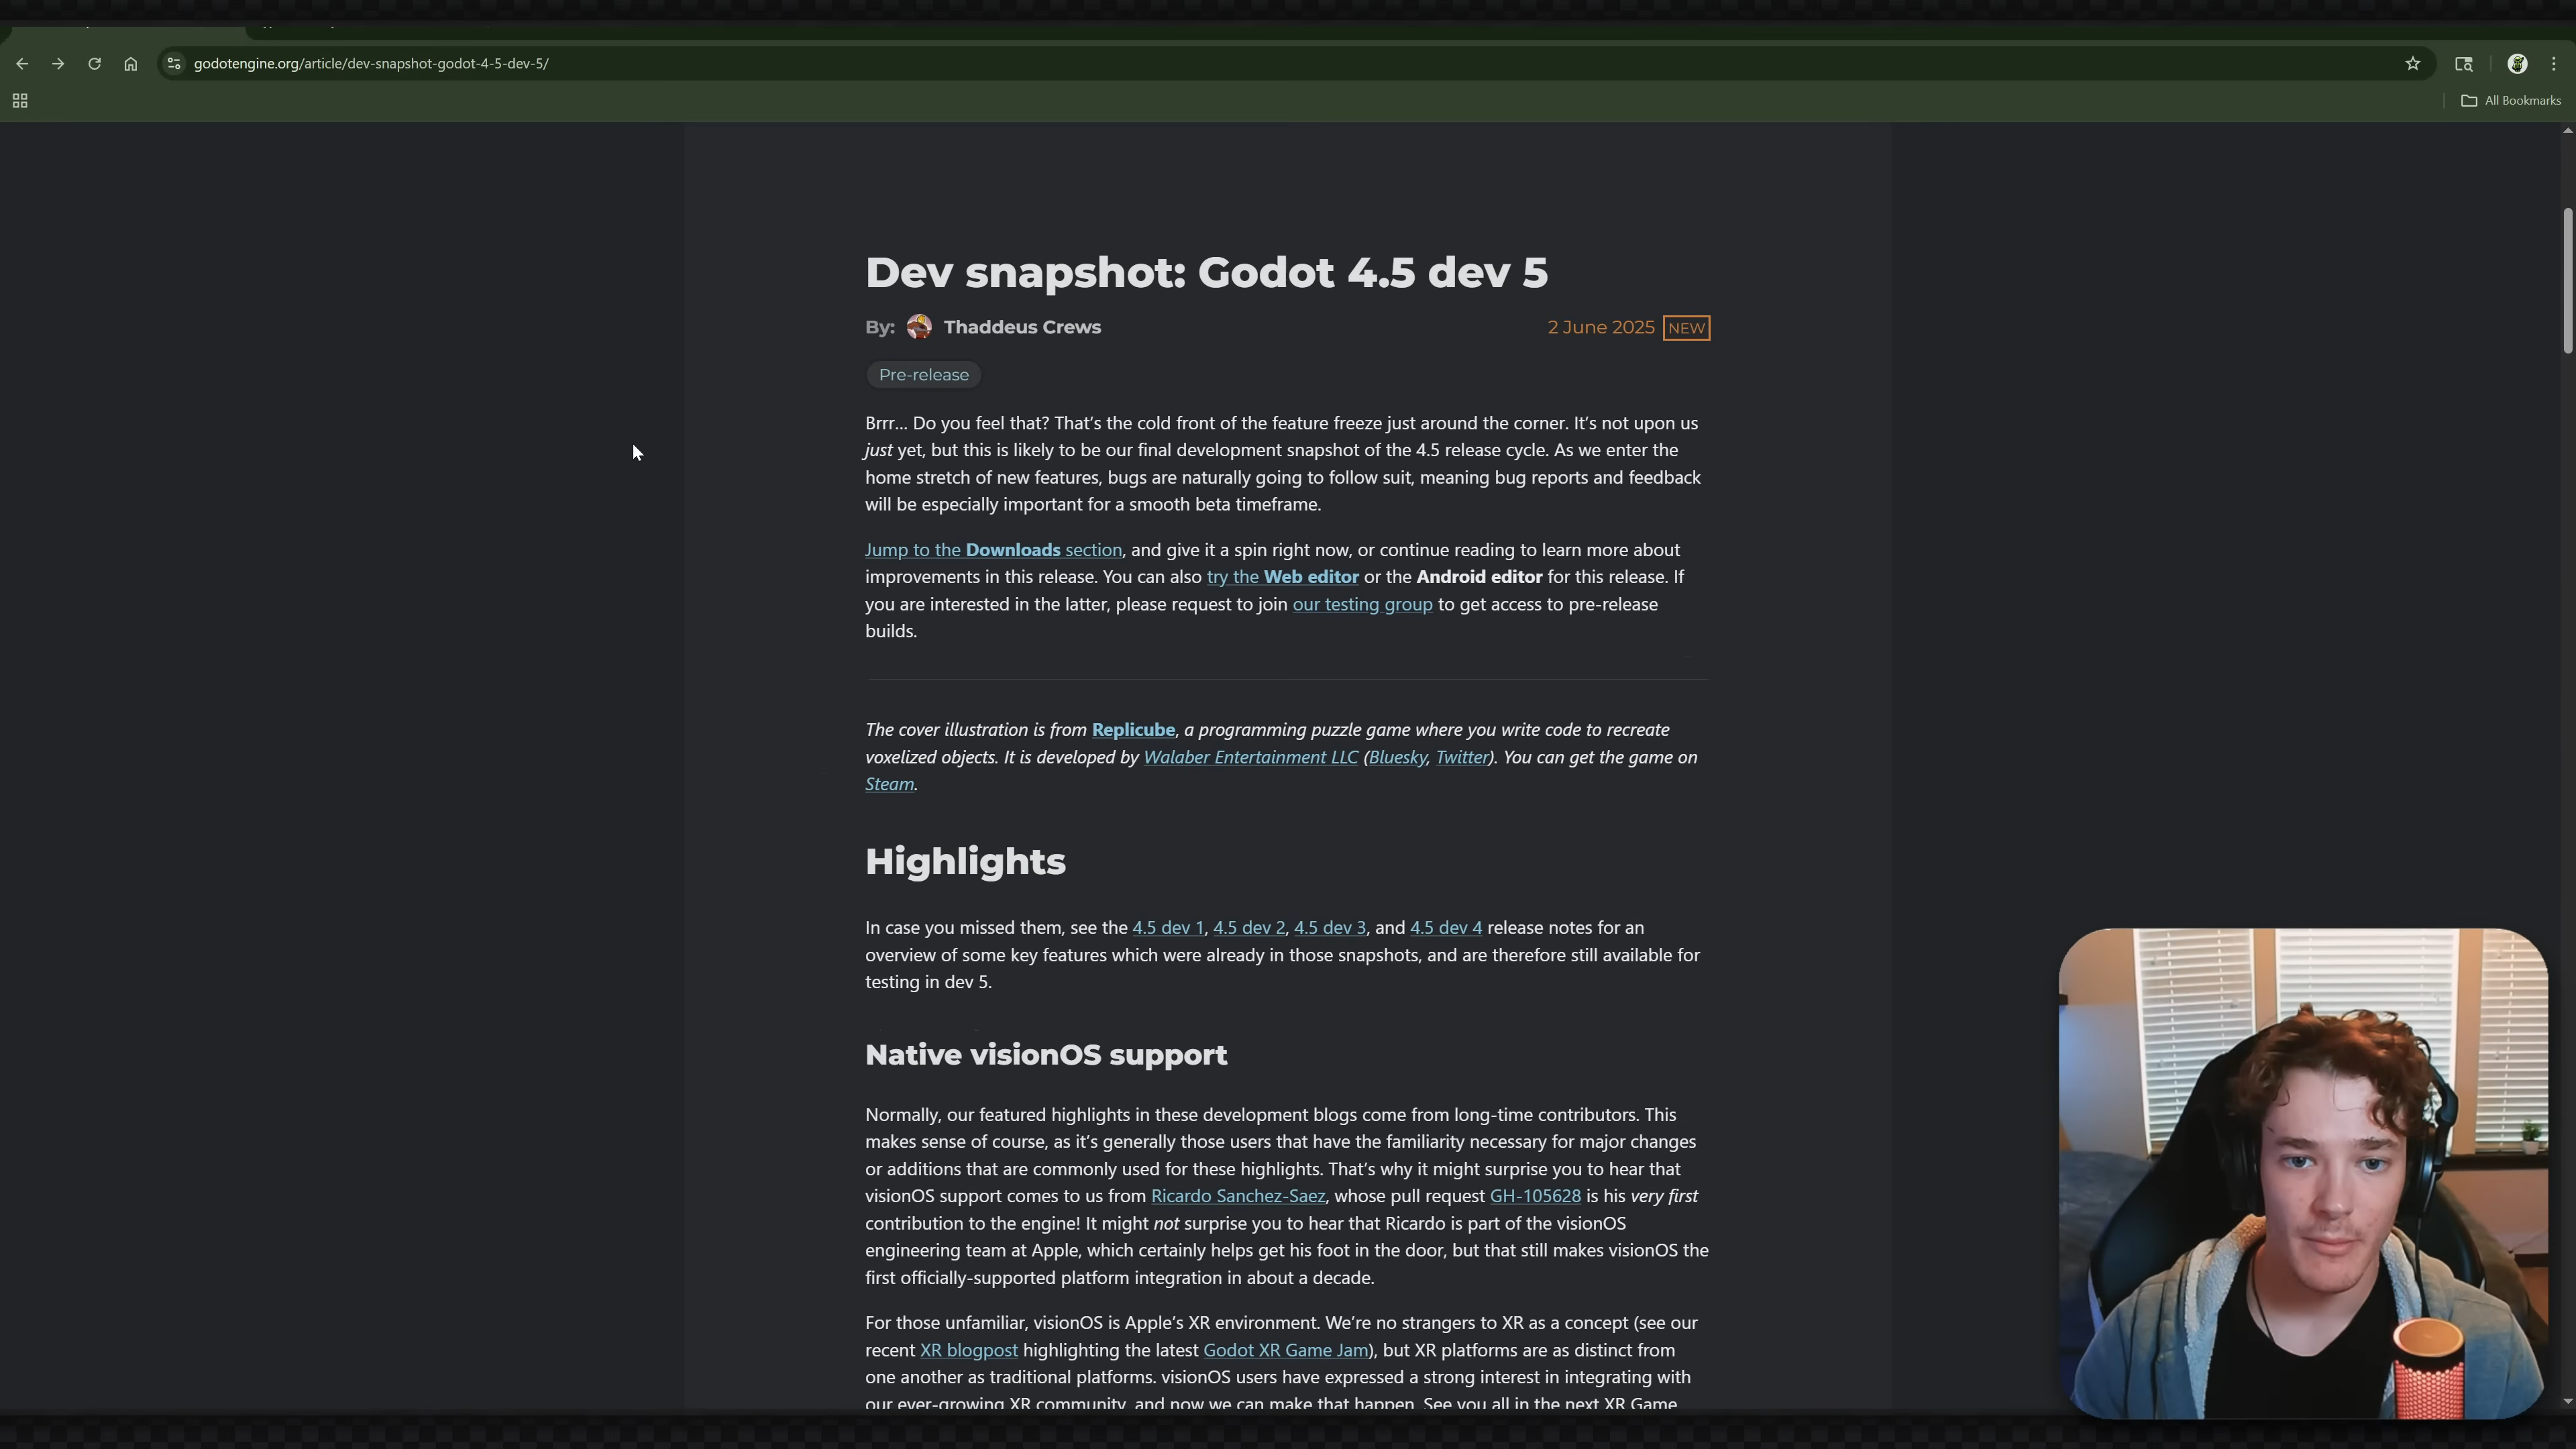 godotengine.org/article/dev-snapshot-godot-4-5-dev-5/
All Bookmarks
Dev snapshot: Godot 4.5 dev 5
By: Thaddeus Crews
2 June 2025 NEW
Pre-release
Brrr... Do you feel that? That's the cold front of the feature freeze just around the corner. It's not upon us
just yet, but this is likely to be our final development snapshot of the 4.5 release cycle. As we enter the
home stretch of new features, bugs are naturally going to follow suit, meaning bug reports and feedback
will be especially important for a smooth beta timeframe.
Jump to the Downloads section, and give it a spin right now, or continue reading to learn more about
improvements in this release. You can also try the Web editor or the Android editor for this release. If
you are interested in the latter, please request to join our testing group to get access to pre-release
builds.
The cover illustration is from Replicube, a programming puzzle game where you write code to recreate
voxelized objects. It is developed by Walaber Entertainment LLC (Bluesky, Twitter). You can get the game on
Steam.
Highlights
In case you missed them, see the 4.5 dev 1, 4.5 dev 2, 4.5 dev 3, and 4.5 dev 4 release notes for an
overview of some key features which were already in those snapshots, and are therefore still available for
testing in dev 5.
Native visionOS support
Normally, our featured highlights in these development blogs come from long-time contributors. This
makes sense of course, as it's generally those users that have the familiarity necessary for major changes
or additions that are commonly used for these highlights. That's why it might surprise you to hear that
visionOS support comes to us from Ricardo Sanchez-Saez, whose pull request GH-105628 is his very first
contribution to the engine! It might not surprise you to hear that Ricardo is part of the visionOS
engineering team at Apple, which certainly helps get his foot in the door, but that still makes visionOS the
first officially-supported platform integration in about a decade.
For those unfamiliar, visionOS is Apple's XR environment. We're no strangers to XR as a concept (see our
recent XR blogpost highlighting the latest Godot XR Game Jam), but XR platforms are as distinct from
one another as traditional platforms. visionOS users have expressed a strong interest in integrating with
our ever-growing XR community, and now we can make that happen. See you all in the next XR Game